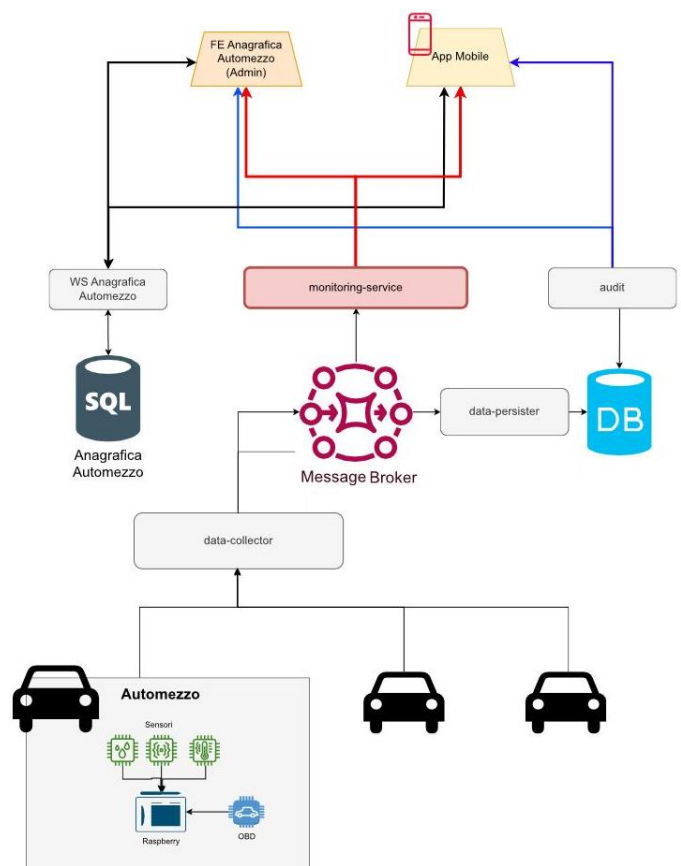 FE Anagrafica
Automezzo
(Admin)
App Mobile
WS Anagrafica
Automezzo
monitoring-service
audit
SQL
Anagrafica
Automezzo
Message Broker
data-persister
DB
data-collector
Automezzo
Sensori
Raspberry
OBD